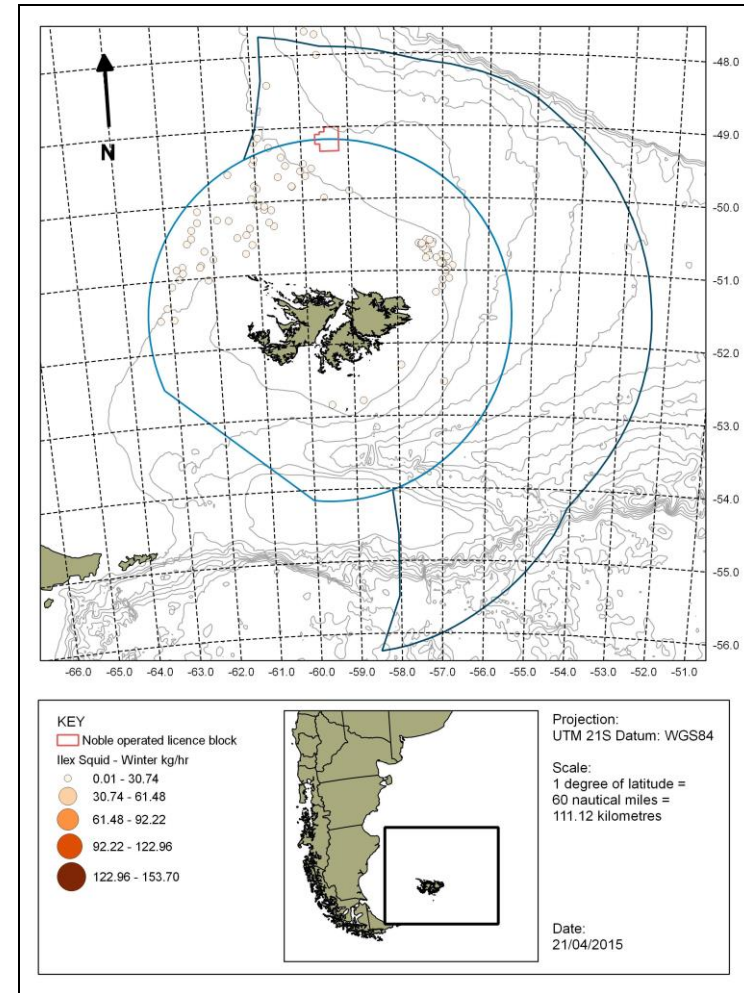 N
-48.0
-49.0
-50.0
-51.0
-52.0
-53.0
-54.0
-55.0
-56.0
-66.0 -65.0 -64.0 -63.0 -62.0 -61.0 -60.0 -59.0 -58.0 -57.0 -56.0 -55.0 -54.0 -53.0 -52.0 -51.0
KEY
Noble operated licence block
Ilex Squid - Winter kg/hr
0.01 - 30.74
30.74 - 61.48
61.48 - 92.22
92.22 - 122.96
122.96 - 153.70
Projection:
UTM 21S Datum: WGS84
Scale:
1 degree of latitude =
60 nautical miles =
111.12 kilometres
Date:
21/04/2015